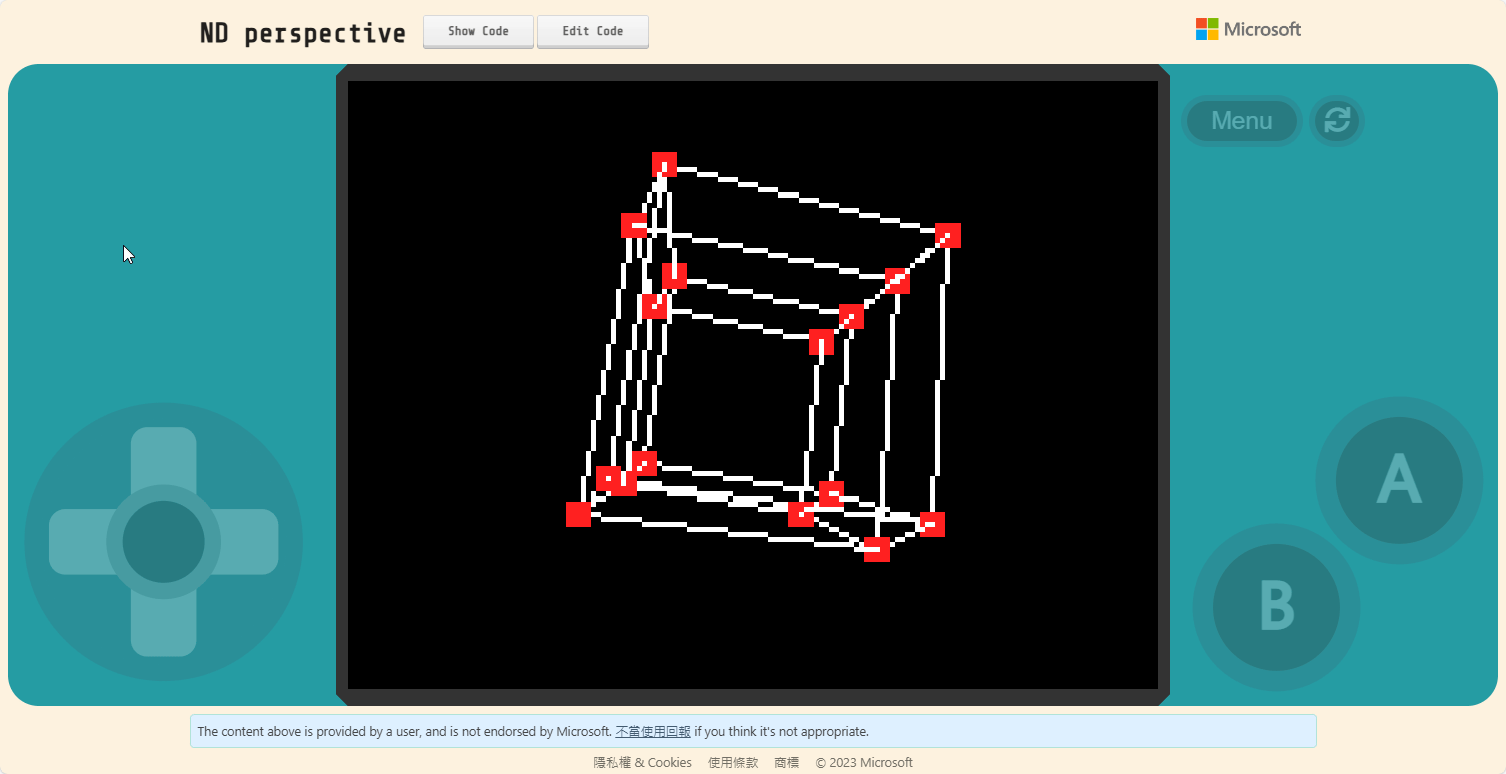 ND perspective
Show Code
Edit Code
Microsoft
Menu
A
B
The content above is provided by a user, and is not endorsed by Microsoft. 不當使用回報 if you think it's not appropriate.
隱私權 & Cookies 使用條款 商標 © 2023 Microsoft